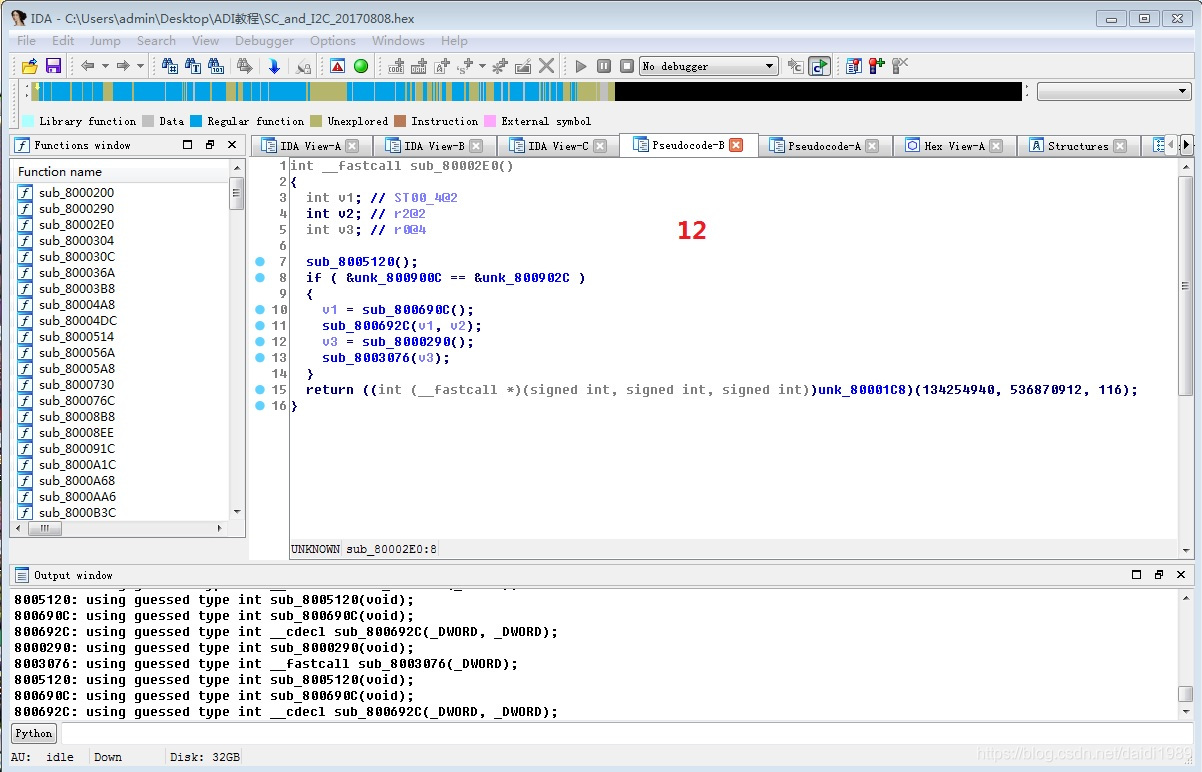 IDA - C:\Users\admin\Desktop\ADI教程\SC_and_I2C_20170808.hex
File Edit Jump Search View Debugger Options Windows Help
No debugger
Library function Data Regular function Unexplored Instruction External symbol
Functions window
IDA View-A IDA View-B IDA View-C Pseudocode-B Pseudocode-A Hex View-A Structures
Function name
sub_8000200
sub_8000290
sub_80002E0
sub_8000304
sub_800030C
sub_800036A
sub_80003B8
sub_80004A8
sub_80004DC
sub_8000514
sub_800056A
sub_80005A8
sub_8000730
sub_800076C
sub_80008B8
sub_80008EE
sub_800091C
sub_8000A1C
sub_8000A68
sub_8000AA6
sub_8000B3C
1 int __fastcall sub_80002E0()
2 {
3 int v1; // ST00_4@2
4 int v2; // r2@2
5 int v3; // r0@4
6
7 sub_8005120();
8 if ( &unk_800900C == &unk_800902C )
9 {
10 v1 = sub_800690C();
11 sub_800692C(v1, v2);
12 v3 = sub_8000290();
13 sub_8003076(v3);
14 }
15 return ((int (__fastcall *)(signed int, signed int, signed int))unk_80001C8)(134254940, 536870912, 116);
16 }
12
UNKNOWN sub_80002E0:8
Output window
8005120: using guessed type int sub_8005120(void);
800690C: using guessed type int sub_800690C(void);
800692C: using guessed type int __cdecl sub_800692C(_DWORD, _DWORD);
8000290: using guessed type int sub_8000290(void);
8003076: using guessed type int __fastcall sub_8003076(_DWORD);
8005120: using guessed type int sub_8005120(void);
800690C: using guessed type int sub_800690C(void);
800692C: using guessed type int __cdecl sub_800692C(_DWORD, _DWORD);
Python
AU: idle Down Disk: 32GB
https://blog.csdn.net/daidi1989